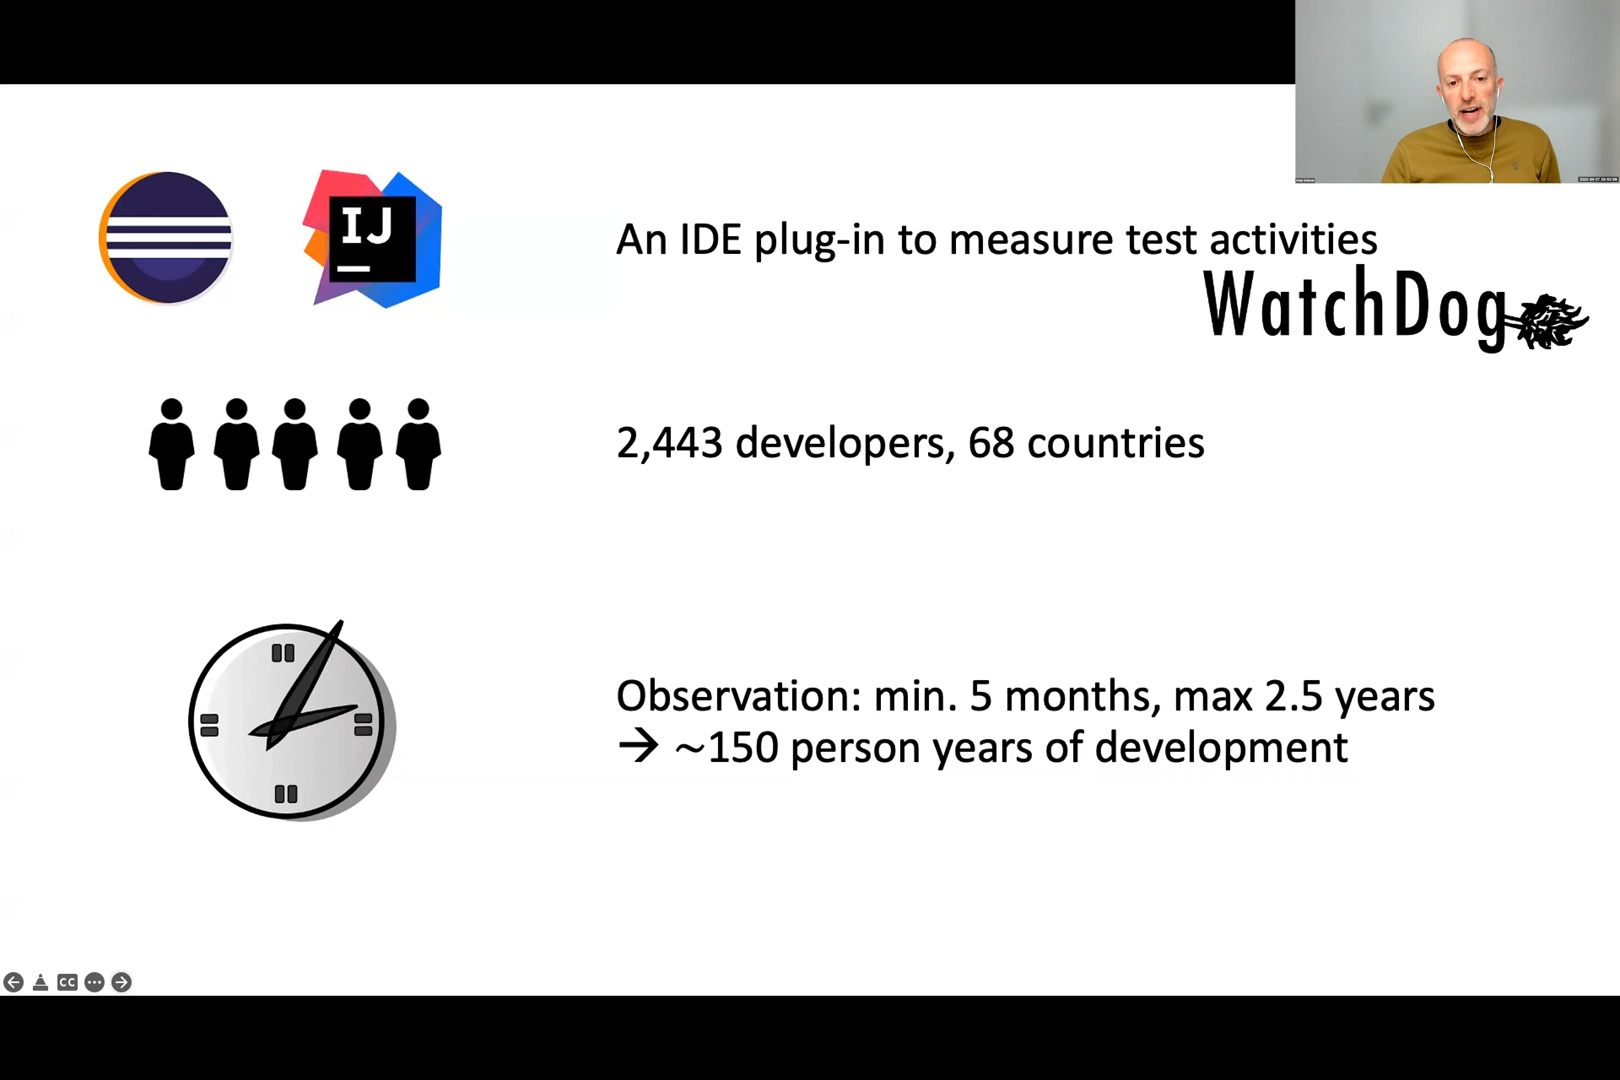 IJ
An IDE plug-in to measure test activities
WatchDog
2,443 developers, 68 countries
Observation: min. 5 months, max 2.5 years
→ ~150 person years of development
CC